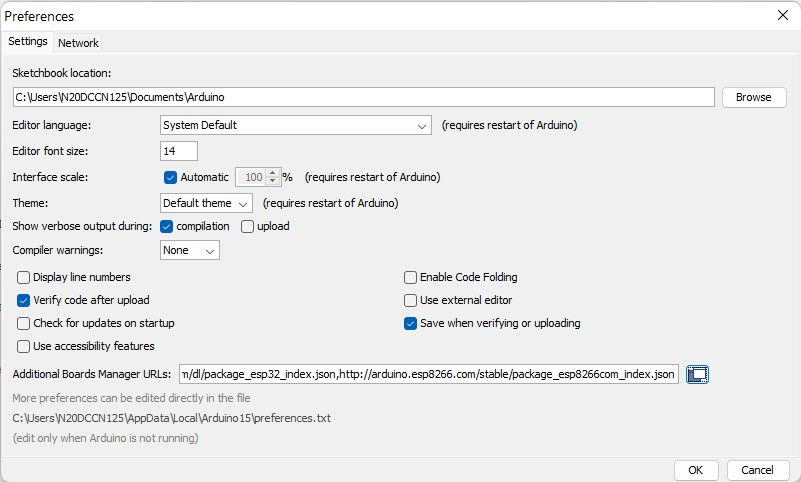 Preferences
Settings Network
Sketchbook location:
C:\Users\N20DCCN125\Documents\Arduino Browse
Editor language: System Default (requires restart of Arduino)
Editor font size: 14
Interface scale: Automatic 100 % (requires restart of Arduino)
Theme: Default theme (requires restart of Arduino)
Show verbose output during: compilation upload
Compiler warnings: None
Display line numbers Enable Code Folding
Verify code after upload Use external editor
Check for updates on startup Save when verifying or uploading
Use accessibility features
Additional Boards Manager URLs: m/dl/package_esp32_index.json,http://arduino.esp8266.com/stable/package_esp8266com_index.json
More preferences can be edited directly in the file
C:\Users\N20DCCN125\AppData\Local\Arduino15\preferences.txt
(edit only when Arduino is not running)
OK Cancel